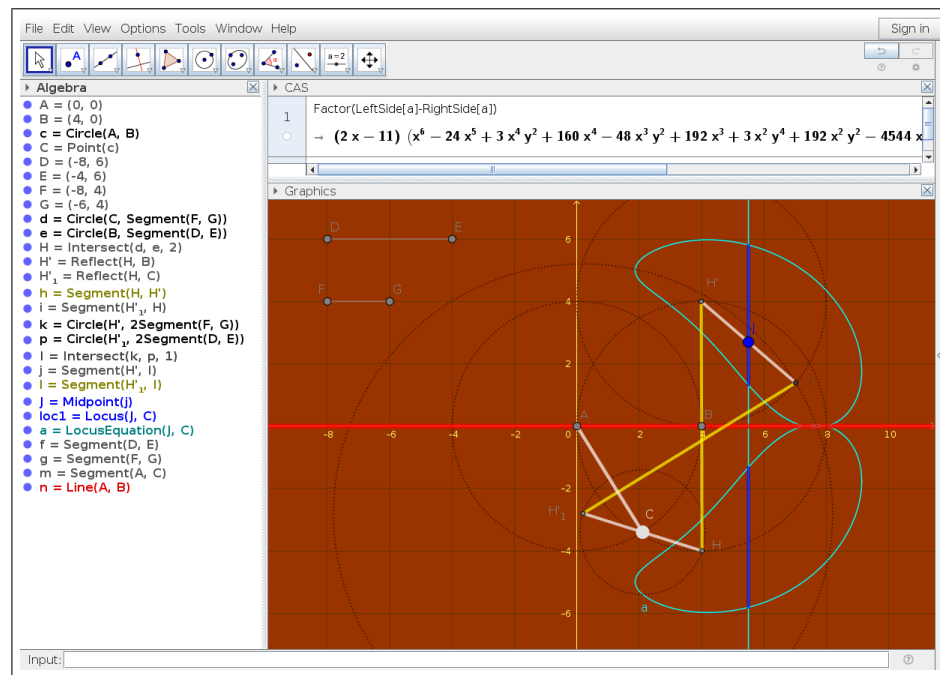 File Edit View Options Tools Window Help
Sign in
A
a=2
Algebra
A = (0, 0)
B = (4, 0)
c = Circle(A, B)
C = Point(c)
D = (-8, 6)
E = (-4, 6)
F = (-8, 4)
G = (-6, 4)
d = Circle(C, Segment(F, G))
e = Circle(B, Segment(D, E))
H = Intersect(d, e, 2)
H' = Reflect(H, B)
H'₁ = Reflect(H, C)
h = Segment(H, H')
i = Segment(H'₁, H)
k = Circle(H', 2Segment(F, G))
p = Circle(H'₁, 2Segment(D, E))
I = Intersect(k, p, 1)
j = Segment(H', I)
l = Segment(H'₁, I)
J = Midpoint(j)
loc1 = Locus(J, C)
a = LocusEquation(J, C)
f = Segment(D, E)
g = Segment(F, G)
m = Segment(A, C)
n = Line(A, B)
CAS
1
Factor(LeftSide[a]-RightSide[a])
→ (2 x − 11) (x⁶ − 24 x⁵ + 3 x⁴ y² + 160 x⁴ − 48 x³ y² + 192 x³ + 3 x² y⁴ + 192 x² y² − 4544 x
Graphics
D E
6
F G
4
H'
2
A B
-8 -6 -4 -2 0 2 4 6 8 10
-2
H'₁
C
-4
H
a
-6
Input: